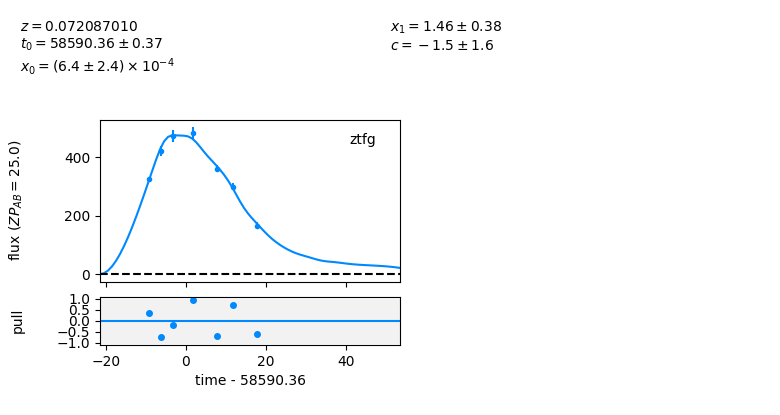 z = 0.072087010
t₀ = 58590.36 ± 0.37
x₀ = (6.4 ± 2.4) × 10⁻⁴
x₁ = 1.46 ± 0.38
c = −1.5 ± 1.6
ztfg
flux (ZP_AB = 25.0)
400
200
0
pull
1.0
0.5
0.0
−0.5
−1.0
−20 0 20 40
time - 58590.36